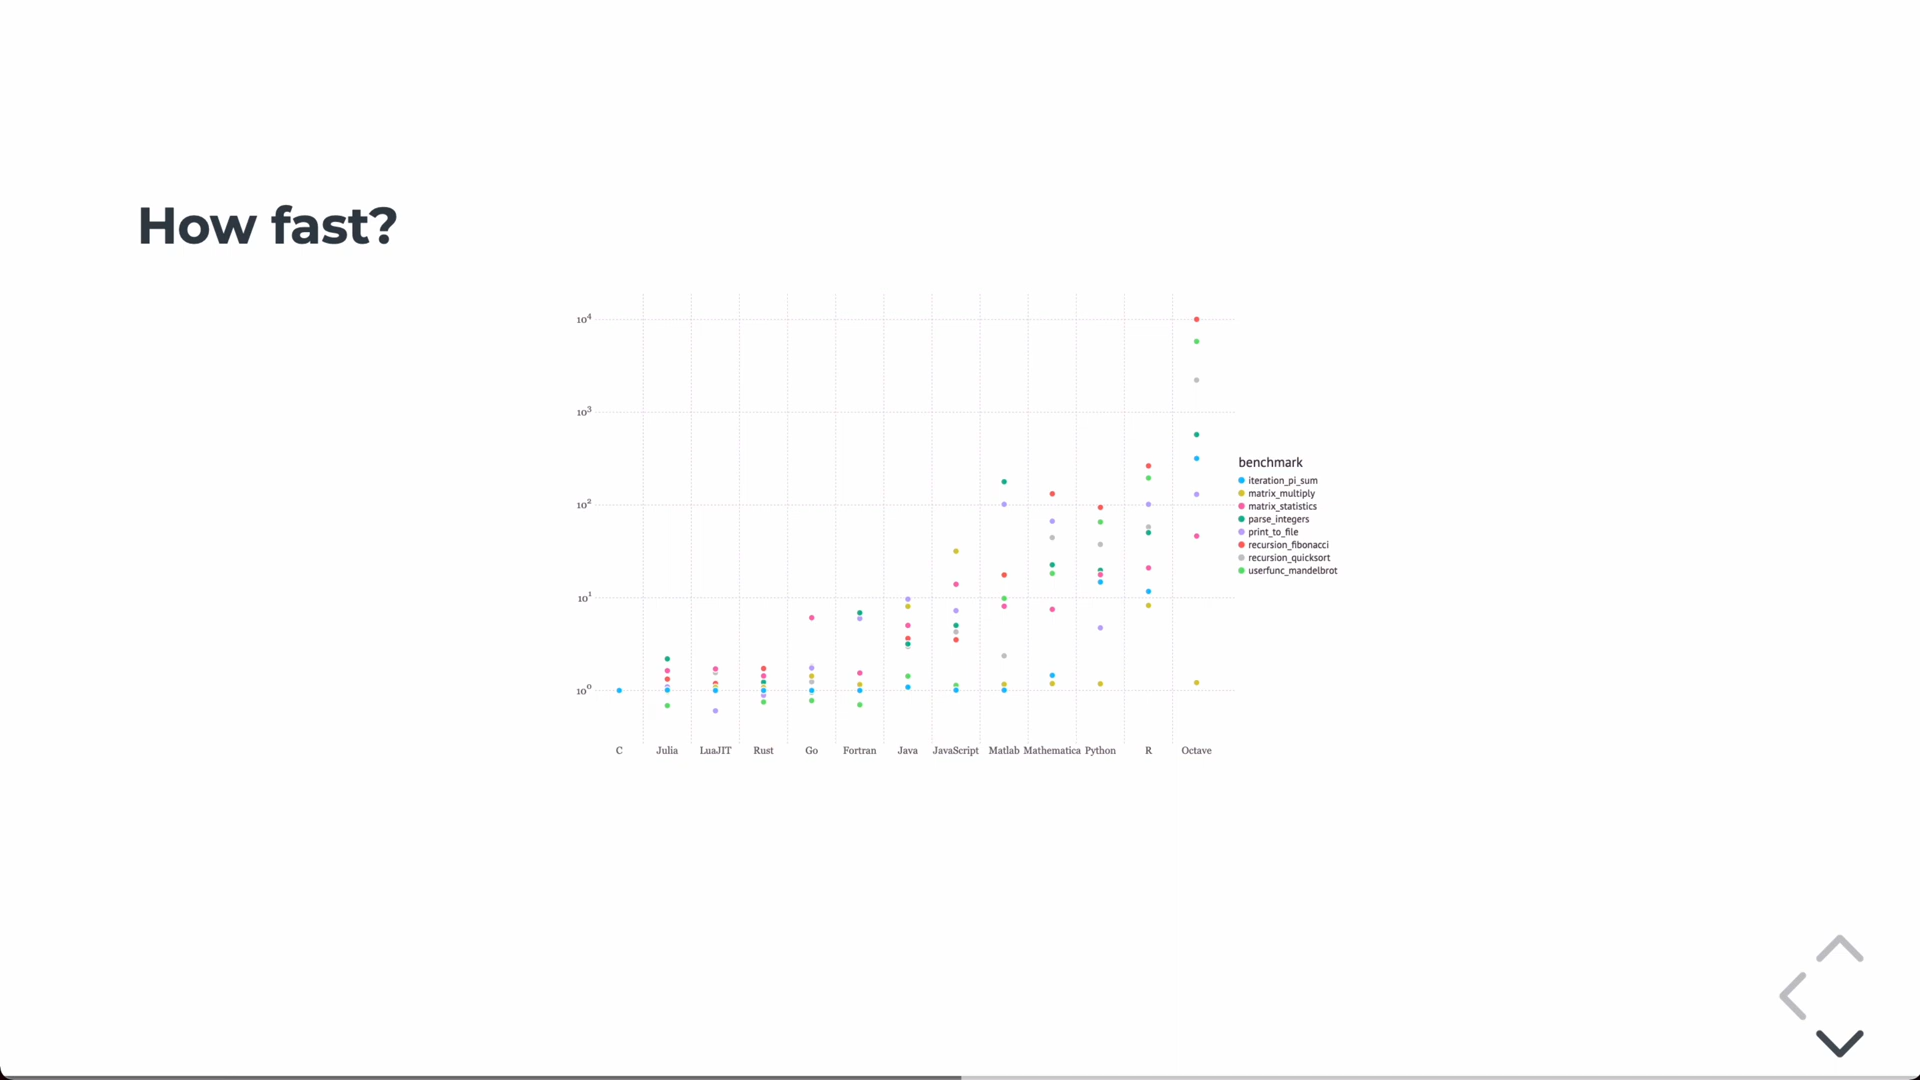 How fast?
10⁴
10³
10²
10¹
10⁰
C Julia LuaJIT Rust Go Fortran Java JavaScript Matlab Mathematica Python R Octave
benchmark
iteration_pi_sum
matrix_multiply
matrix_statistics
parse_integers
print_to_file
recursion_fibonacci
recursion_quicksort
userfunc_mandelbrot